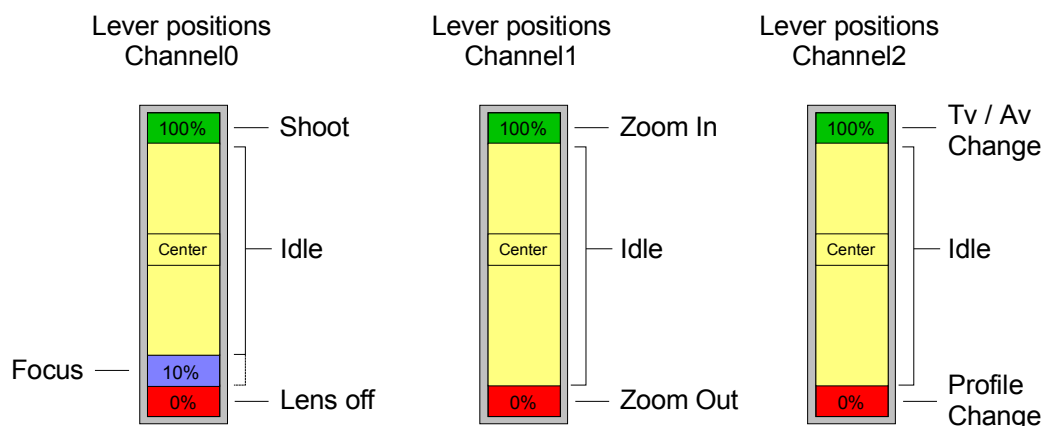 Lever positions
Channel0
Lever positions
Channel1
Lever positions
Channel2
100%
Shoot
Center
Idle
Focus
10%
0%
Lens off
100%
Zoom In
Center
Idle
0%
Zoom Out
100%
Tv / Av
Change
Center
Idle
0%
Profile
Change